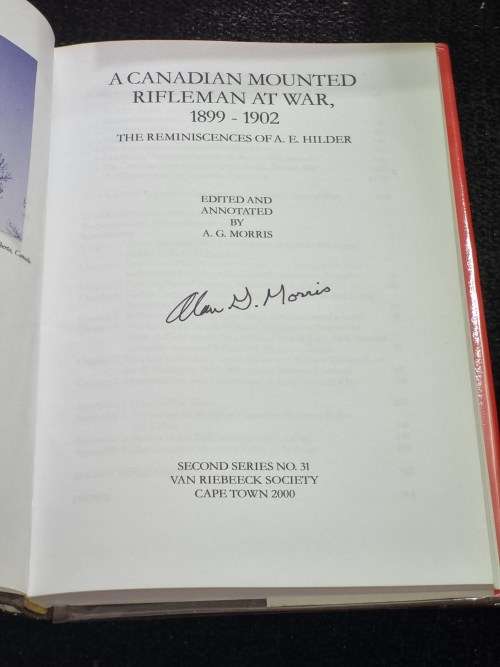 A CANADIAN MOUNTED
RIFLEMAN AT WAR,
1899 - 1902
THE REMINISCENCES OF A. E. HILDER
EDITED AND
ANNOTATED
BY
A. G. MORRIS
Alan G. Morris
SECOND SERIES NO. 31
VAN RIEBEECK SOCIETY
CAPE TOWN 2000